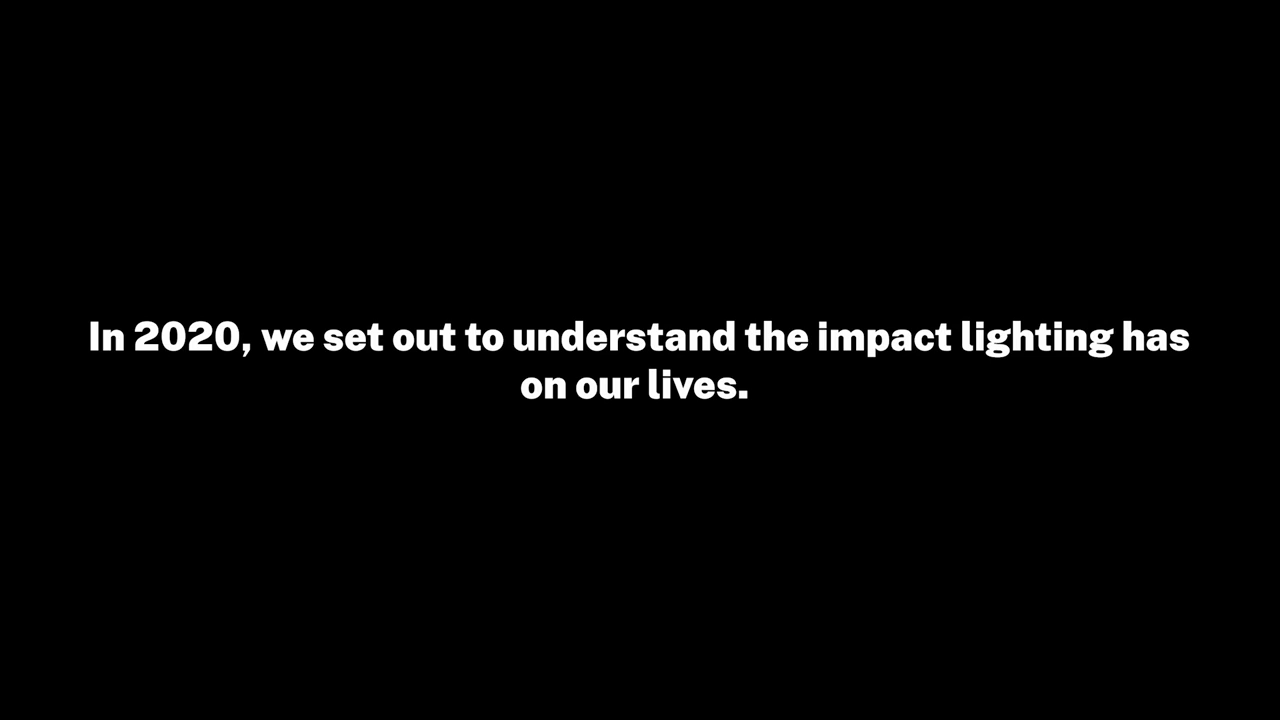 In 2020, we set out to understand the impact lighting has
on our lives.